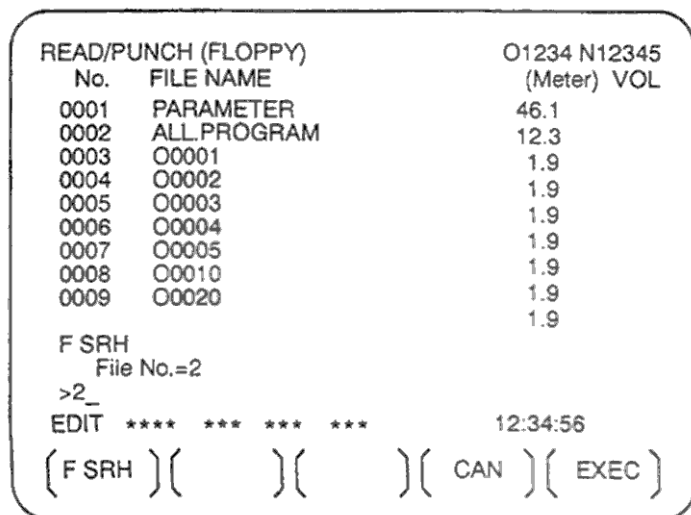 READ/PUNCH (FLOPPY) O1234 N12345
No. FILE NAME (Meter) VOL
0001 PARAMETER 46.1
0002 ALL.PROGRAM 12.3
0003 O0001 1.9
0004 O0002 1.9
0005 O0003 1.9
0006 O0004 1.9
0007 O0005 1.9
0008 O0010 1.9
0009 O0020 1.9
F SRH
File No.=2
>2_
EDIT **** *** *** *** 12:34:56
[F SRH] [ ] [ ] [CAN] [EXEC]